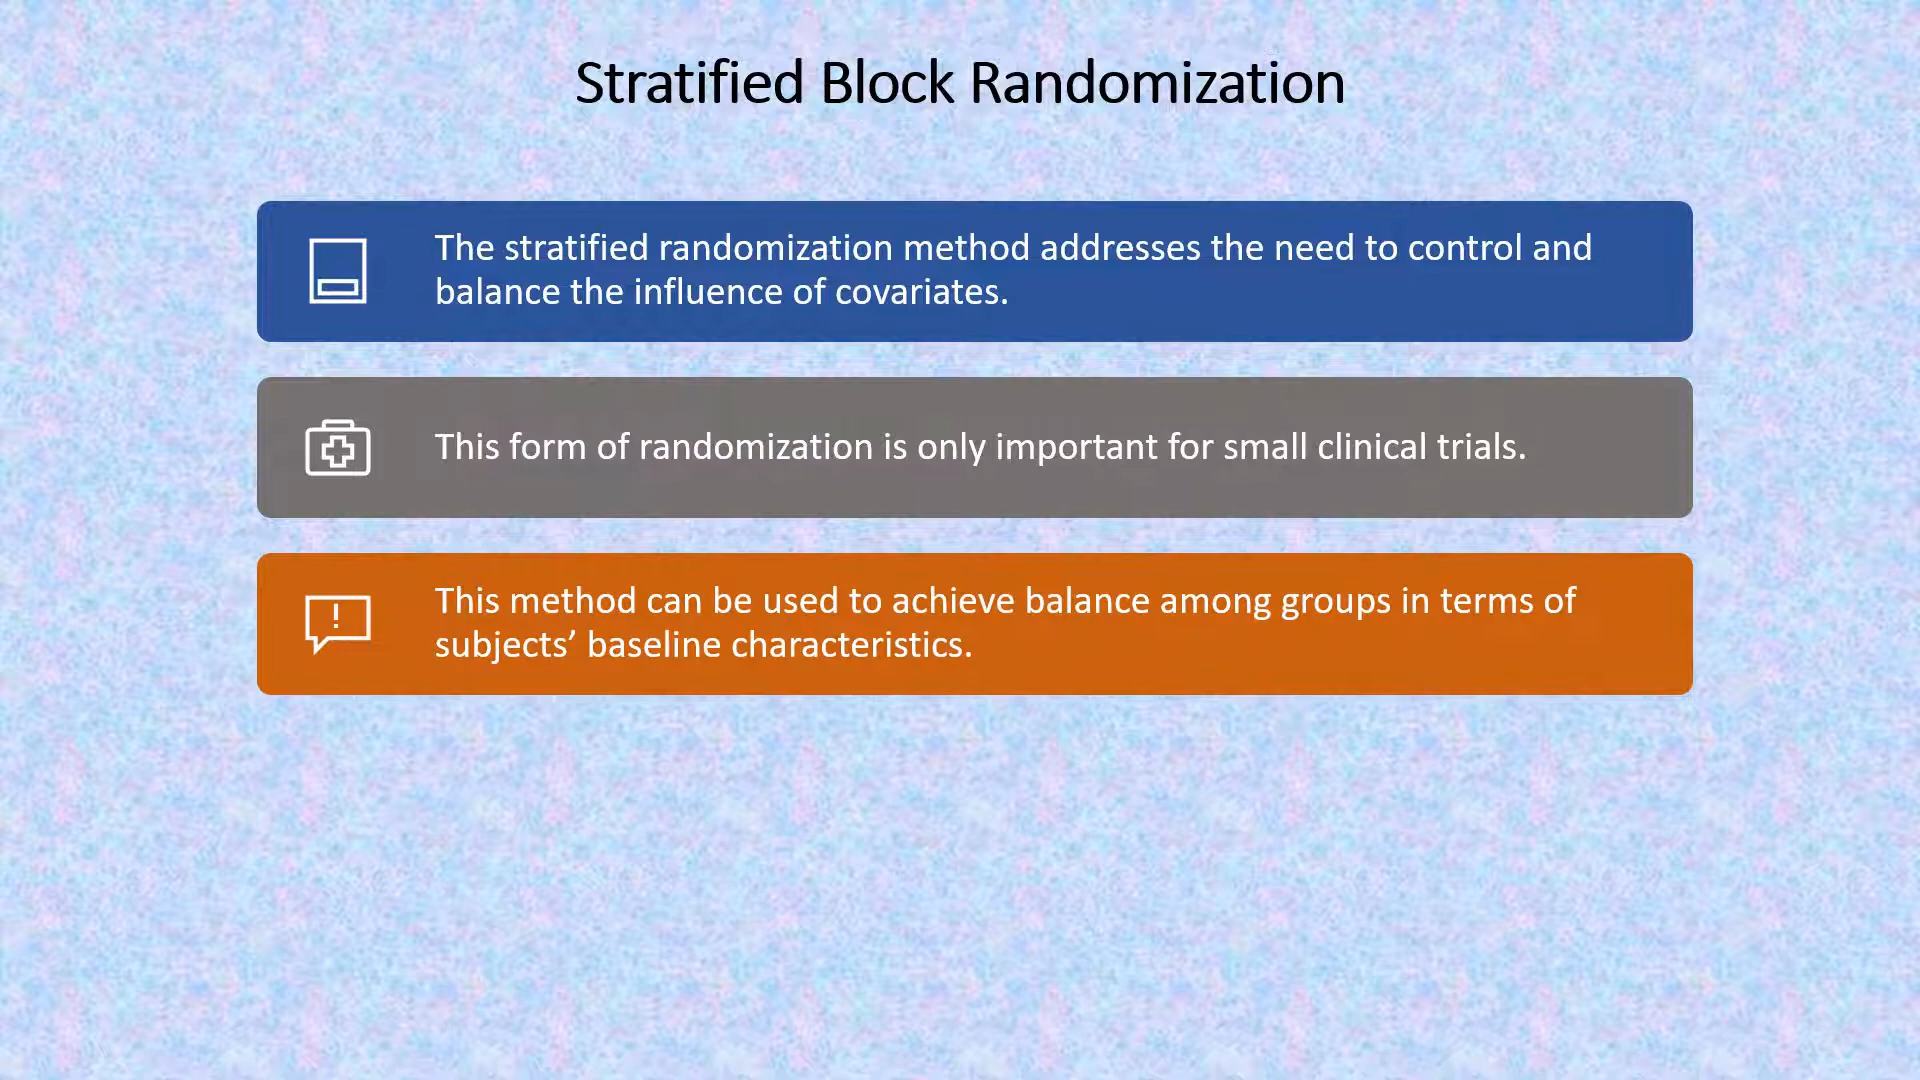 Stratified Block Randomization
The stratified randomization method addresses the need to control and
balance the influence of covariates.
This form of randomization is only important for small clinical trials.
This method can be used to achieve balance among groups in terms of
subjects’ baseline characteristics.